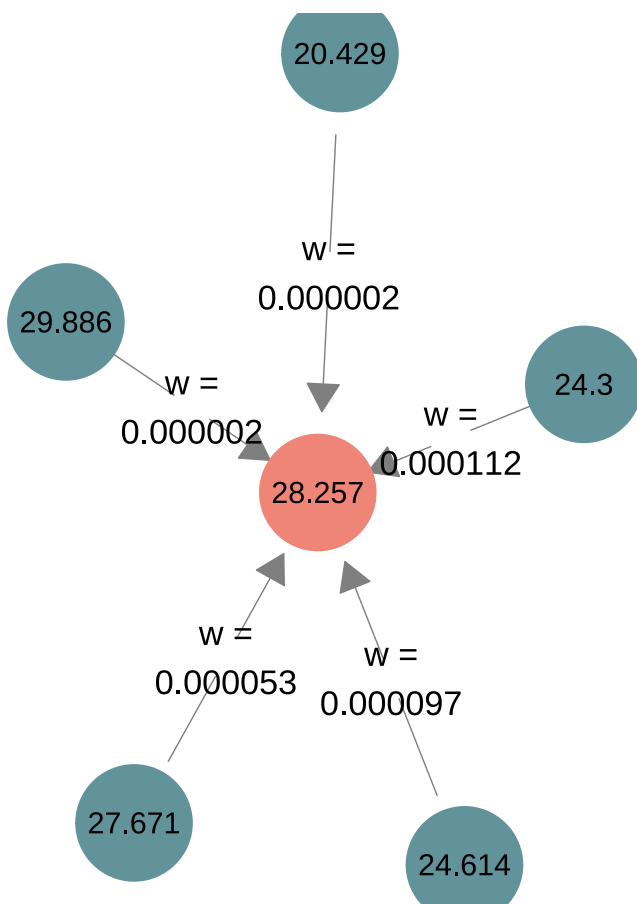 20.429
w =
0.000002
29.886
w =
0.000002
24.3
w =
0.000112
28.257
w =
0.000053
w =
0.000097
27.671
24.614